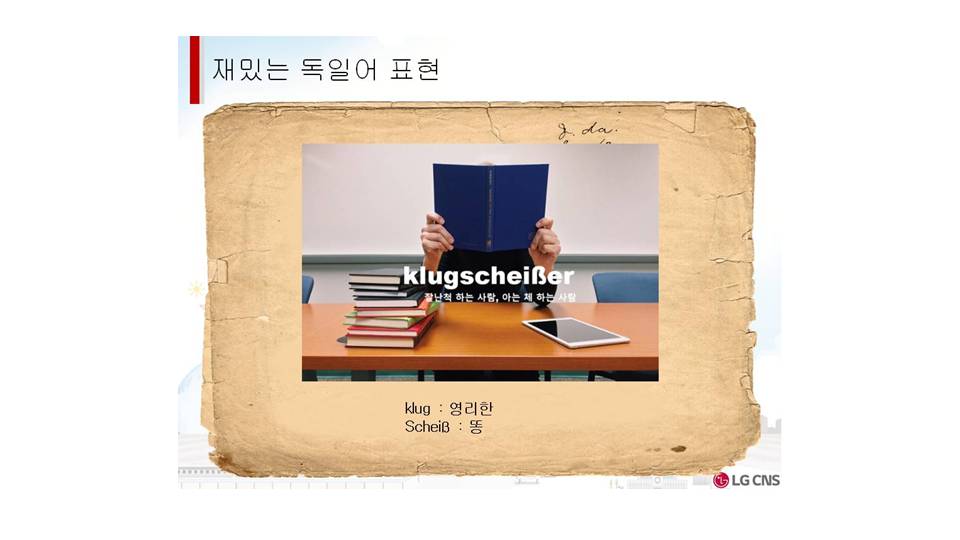 재밌는 독일어 표현
g. da:
klugscheißer
잘난척 하는 사람, 아는 체 하는 사람
klug : 영리한
Scheiß : 똥
LG CNS